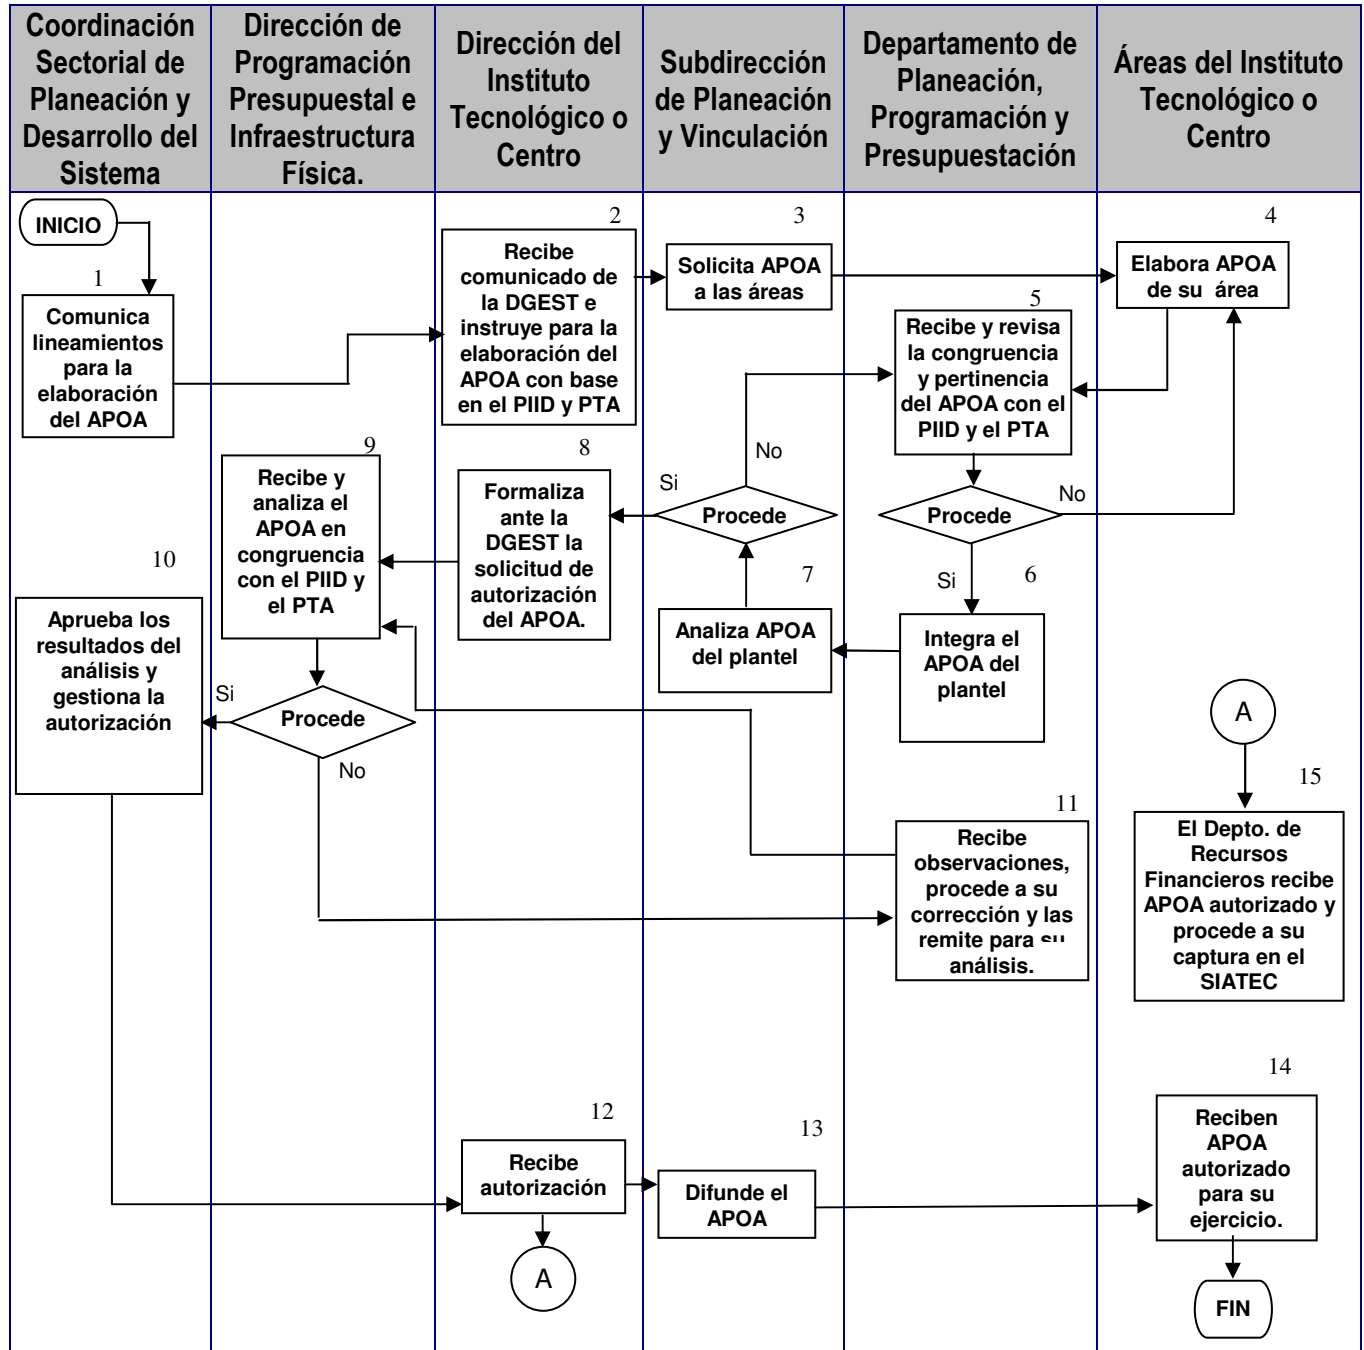 Coordinación
Sectorial de
Planeación y
Desarrollo del
Sistema
Dirección de
Programación
Presupuestal e
Infraestructura
Física.
Dirección del
Instituto
Tecnológico o
Centro
Subdirección
de Planeación
y Vinculación
Departamento de
Planeación,
Programación y
Presupuestación
Áreas del Instituto
Tecnológico o
Centro
INICIO
1
Comunica
lineamientos
para la
elaboración
del APOA
2
Recibe
comunicado de
la DGEST e
instruye para la
elaboración del
APOA con base
en el PIID y PTA
3
Solicita APOA
a las áreas
4
Elabora APOA
de su área
5
Recibe y revisa
la congruencia
y pertinencia
del APOA con el
PIID y el PTA
Procede
No
Si
6
Integra el
APOA del
plantel
7
Analiza APOA
del plantel
Procede
No
Si
8
Formaliza
ante la
DGEST la
solicitud de
autorización
del APOA.
9
Recibe y
analiza el
APOA en
congruencia
con el PIID y
el PTA
Procede
Si
No
10
Aprueba los
resultados del
análisis y
gestiona la
autorización
11
Recibe
observaciones,
procede a su
corrección y las
remite para su
análisis.
A
15
El Depto. de
Recursos
Financieros recibe
APOA autorizado y
procede a su
captura en el
SIATEC
12
Recibe
autorización
A
13
Difunde el
APOA
14
Reciben
APOA
autorizado
para su
ejercicio.
FIN